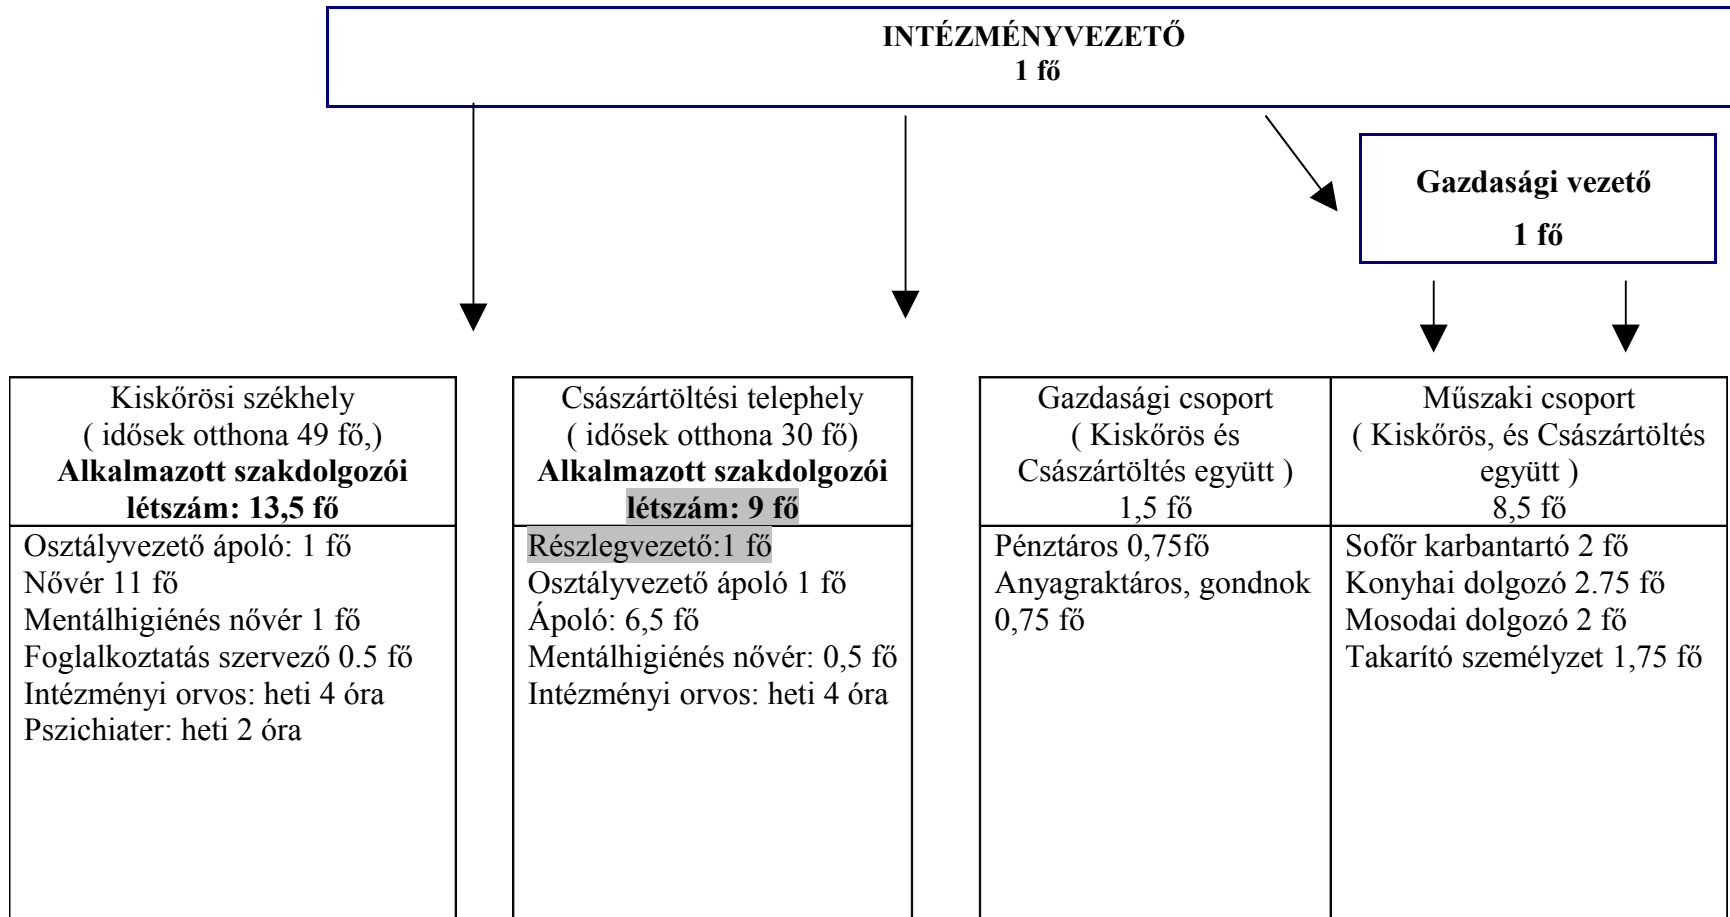 INTÉZMÉNYVEZETŐ
1 fő
Gazdasági vezető
1 fő
Kiskőrösi székhely
( idősek otthona 49 fő,)
Alkalmazott szakdolgozói
létszám: 13,5 fő
Osztályvezető ápoló: 1 fő
Nővér 11 fő
Mentálhigiénés nővér 1 fő
Foglalkoztatás szervező 0.5 fő
Intézményi orvos: heti 4 óra
Pszichiater: heti 2 óra
Császártöltési telephely
( idősek otthona 30 fő)
Alkalmazott szakdolgozói
létszám: 9 fő
Részlegvezető:1 fő
Osztályvezető ápoló 1 fő
Ápoló: 6,5 fő
Mentálhigiénés nővér: 0,5 fő
Intézményi orvos: heti 4 óra
Gazdasági csoport
( Kiskőrös és
Császártöltés együtt )
1,5 fő
Pénztáros 0,75fő
Anyagraktáros, gondnok
0,75 fő
Műszaki csoport
( Kiskőrös, és Császártöltés
együtt )
8,5 fő
Sofőr karbantartó 2 fő
Konyhai dolgozó 2.75 fő
Mosodai dolgozó 2 fő
Takarító személyzet 1,75 fő